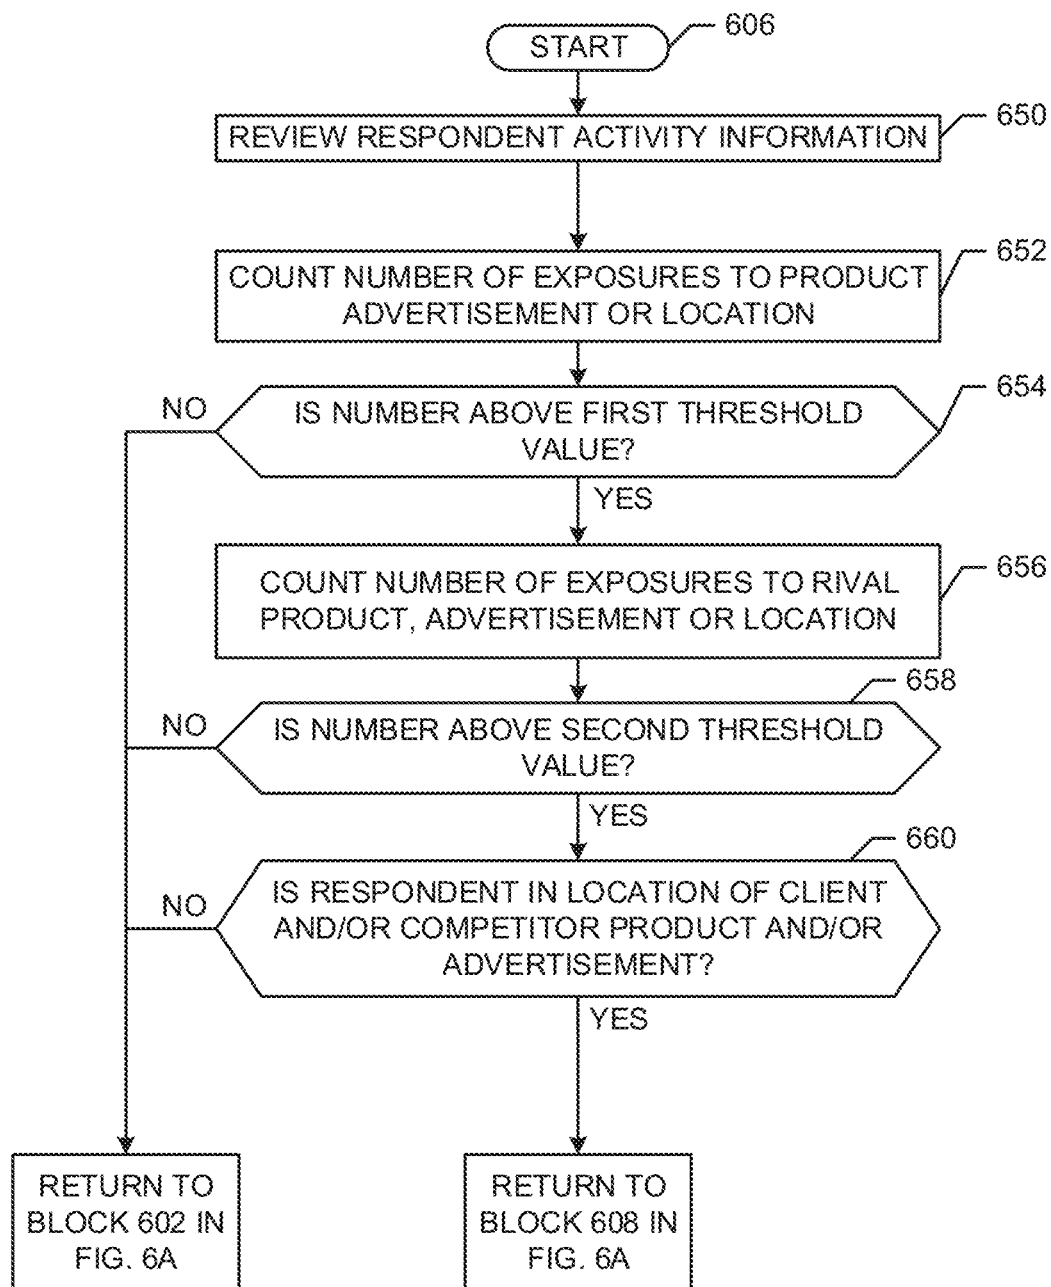 START
606
REVIEW RESPONDENT ACTIVITY INFORMATION
650
COUNT NUMBER OF EXPOSURES TO PRODUCT
ADVERTISEMENT OR LOCATION
652
NO
IS NUMBER ABOVE FIRST THRESHOLD
VALUE?
654
YES
COUNT NUMBER OF EXPOSURES TO RIVAL
PRODUCT, ADVERTISEMENT OR LOCATION
656
658
NO
IS NUMBER ABOVE SECOND THRESHOLD
VALUE?
YES
660
NO
IS RESPONDENT IN LOCATION OF CLIENT
AND/OR COMPETITOR PRODUCT AND/OR
ADVERTISEMENT?
YES
RETURN TO
BLOCK 602 IN
FIG. 6A
RETURN TO
BLOCK 608 IN
FIG. 6A